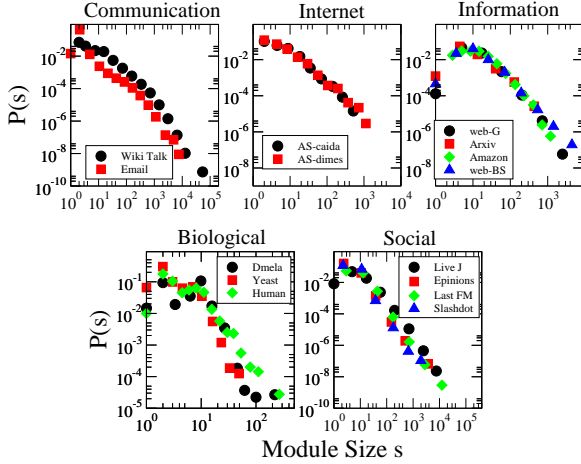 Communication
Internet
Information
P(s)
10^-2
10^-4
10^-6
10^-8
10^-10
Wiki Talk
Email
10^0 10^1 10^2 10^3 10^4 10^5
10^-2
10^-4
10^-6
10^-8
AS-caida
AS-dimes
10^0 10^1 10^2 10^3 10^4
10^-2
10^-4
10^-6
10^-8
web-G
Arxiv
Amazon
web-BS
10^0 10^1 10^2 10^3 10^4
Biological
Social
P(s)
10^0
10^-1
10^-2
10^-3
10^-4
10^-5
Dmela
Yeast
Human
10^0 10^1 10^2
10^0
10^-2
10^-4
10^-6
10^-8
10^-10
Live J
Epinions
Last FM
Slashdot
10^0 10^1 10^2 10^3 10^4 10^5
Module Size s